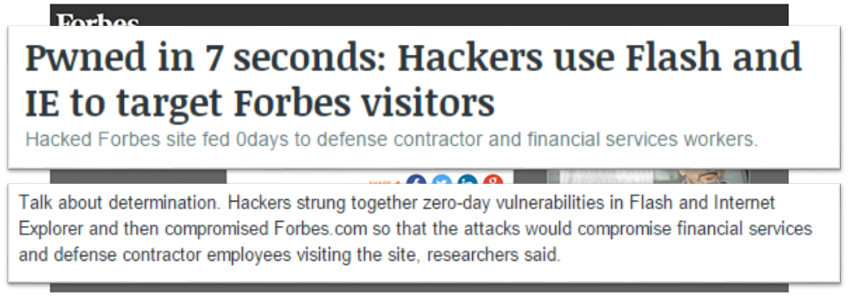 Forbes
Pwned in 7 seconds: Hackers use Flash and
IE to target Forbes visitors
Hacked Forbes site fed 0days to defense contractor and financial services workers.
Talk about determination. Hackers strung together zero-day vulnerabilities in Flash and Internet
Explorer and then compromised Forbes.com so that the attacks would compromise financial services
and defense contractor employees visiting the site, researchers said.